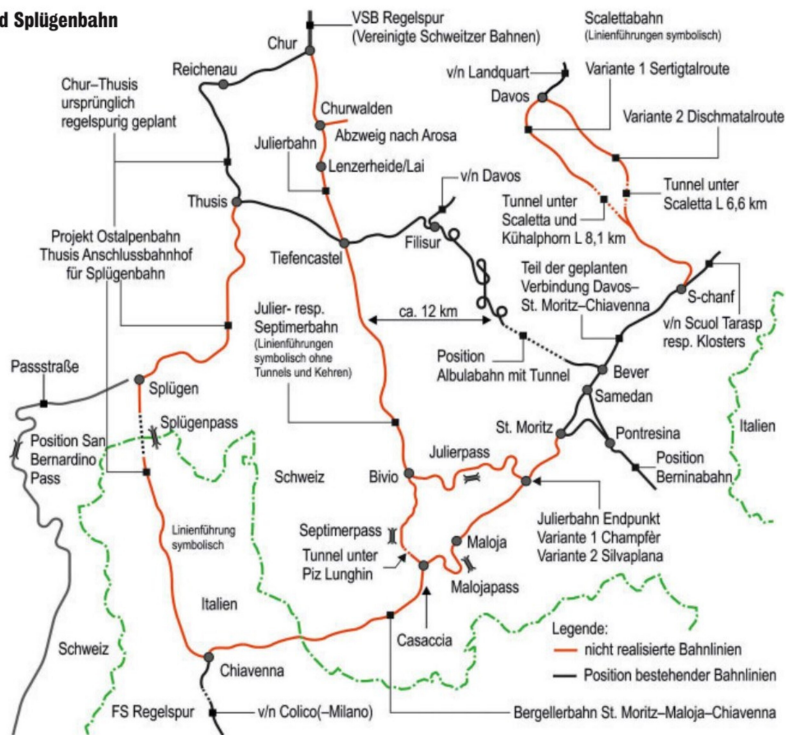 d Splügenbahn
VSB Regelspur
(Vereinigte Schweitzer Bahnen)
Chur
Reichenau
Chur–Thusis
ursprünglich
regelspurig geplant
Churwalden
Abzweig nach Arosa
Julierbahn
Lenzerheide/Lai
Scalettabahn
(Linienführungen symbolisch)
v/n Landquart
Variante 1 Sertigtalroute
Davos
Variante 2 Dischmatalroute
v/n Davos
Tunnel unter
Scaletta L 6,6 km
Tunnel unter
Scaletta und
Kühalphorn L 8,1 km
Thusis
Filisur
Tiefencastel
Projekt Ostalpenbahn
Thusis Anschlussbahnhof
für Splügenbahn
Teil der geplanten
Verbindung Davos–
St. Moritz–Chiavenna
S-chanf
v/n Scuol Tarasp
resp. Klosters
Julier- resp.
Septimerbahn
(Linienführungen
symbolisch ohne
Tunnels und Kehren)
ca. 12 km
Position
Albulabahn mit Tunnel
Bever
Samedan
Passstraße
Splügen
Splügenpass
Position San
Bernardino
Pass
St. Moritz
Pontresina
Italien
Position
Berninabahn
Schweiz
Bivio
Julierpass
Linienführung
symbolisch
Septimerpass
Tunnel unter
Piz Lunghin
Maloja
Malojapass
Julierbahn Endpunkt
Variante 1 Champfèr
Variante 2 Silvaplana
Italien
Schweiz
Casaccia
Chiavenna
Legende:
nicht realisierte Bahnlinien
Position bestehender Bahnlinien
FS Regelspur
v/n Colico(–Milano)
Bergellerbahn St. Moritz–Maloja–Chiavenna